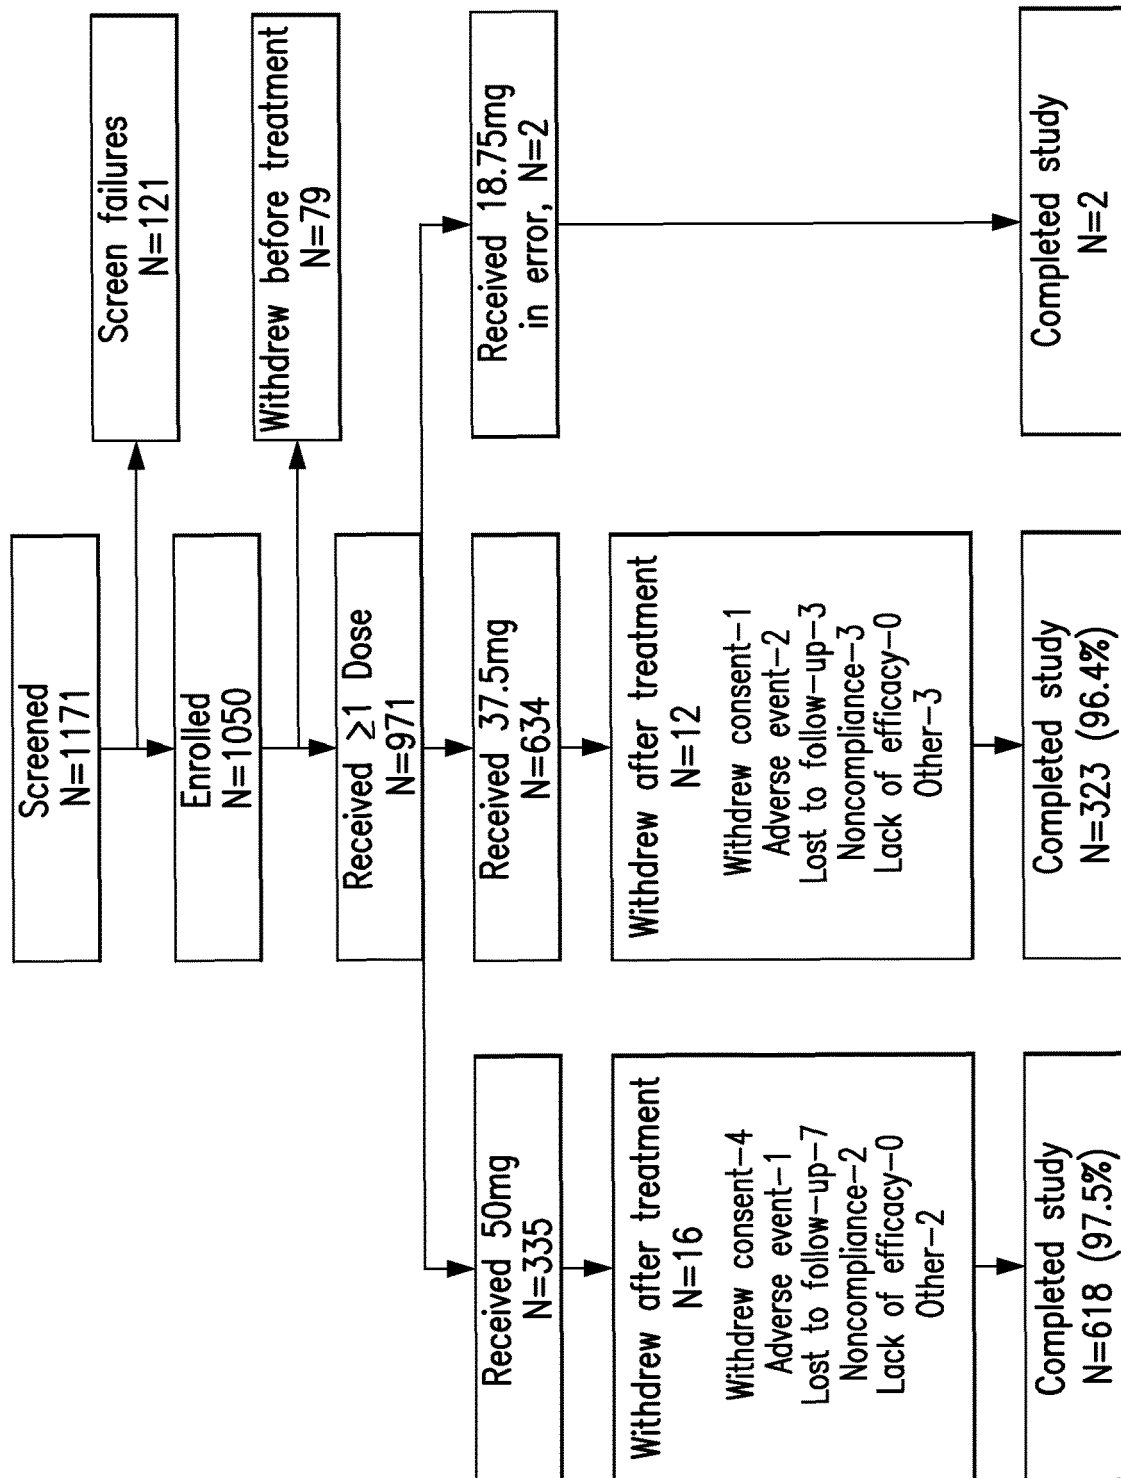 Screened
N=1171
Screen failures
N=121
Enrolled
N=1050
Withdrew before treatment
N=79
Received ≥1 Dose
N=971
Received 50mg
N=335
Received 37.5mg
N=634
Received 18.75mg
in error, N=2
Withdrew after treatment
N=16
Withdrew consent-4
Adverse event-1
Lost to follow-up-7
Noncompliance-2
Lack of efficacy-0
Other-2
Withdrew after treatment
N=12
Withdrew consent-1
Adverse event-2
Lost to follow-up-3
Noncompliance-3
Lack of efficacy-0
Other-3
Completed study
N=618 (97.5%)
Completed study
N=323 (96.4%)
Completed study
N=2